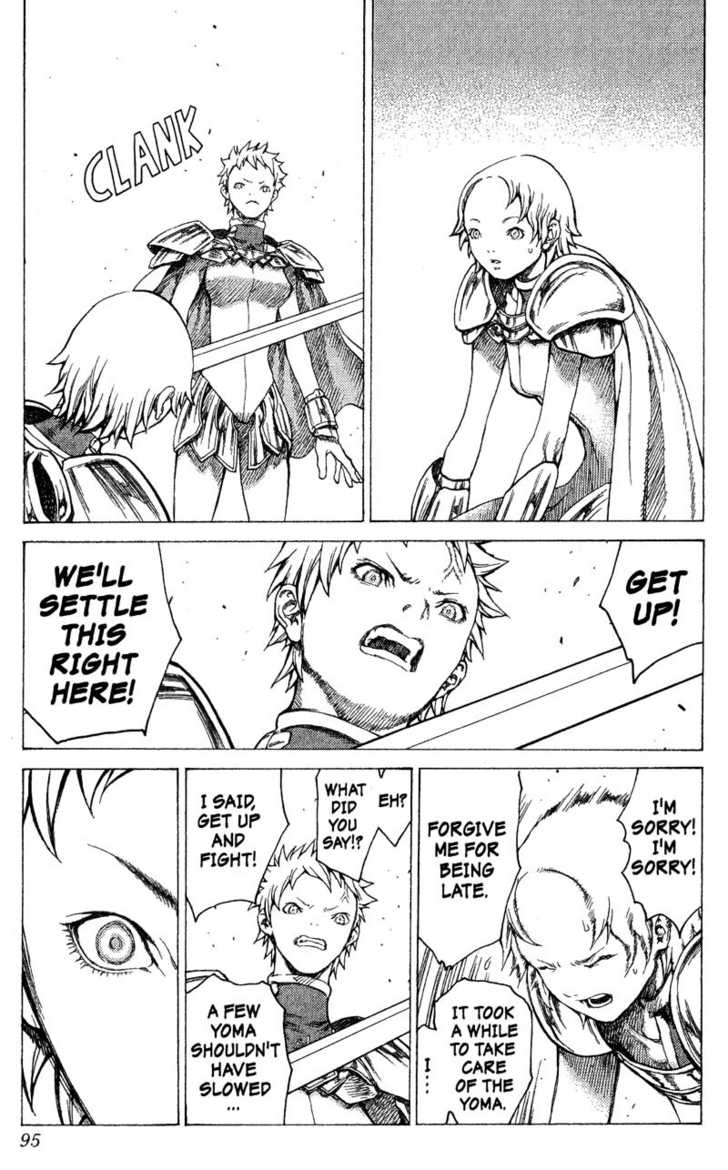 CLANK
GET
UP!
WE'LL
SETTLE
THIS
RIGHT
HERE!
I'M
SORRY!
I'M
SORRY!
FORGIVE
ME FOR
BEING
LATE.
IT TOOK
A WHILE
TO TAKE
CARE
OF THE
YOMA.
I
....
EH?
WHAT
DID
YOU
SAY!?
I SAID,
GET UP
AND
FIGHT!
A FEW
YOMA
SHOULDN'T
HAVE
SLOWED
...
95